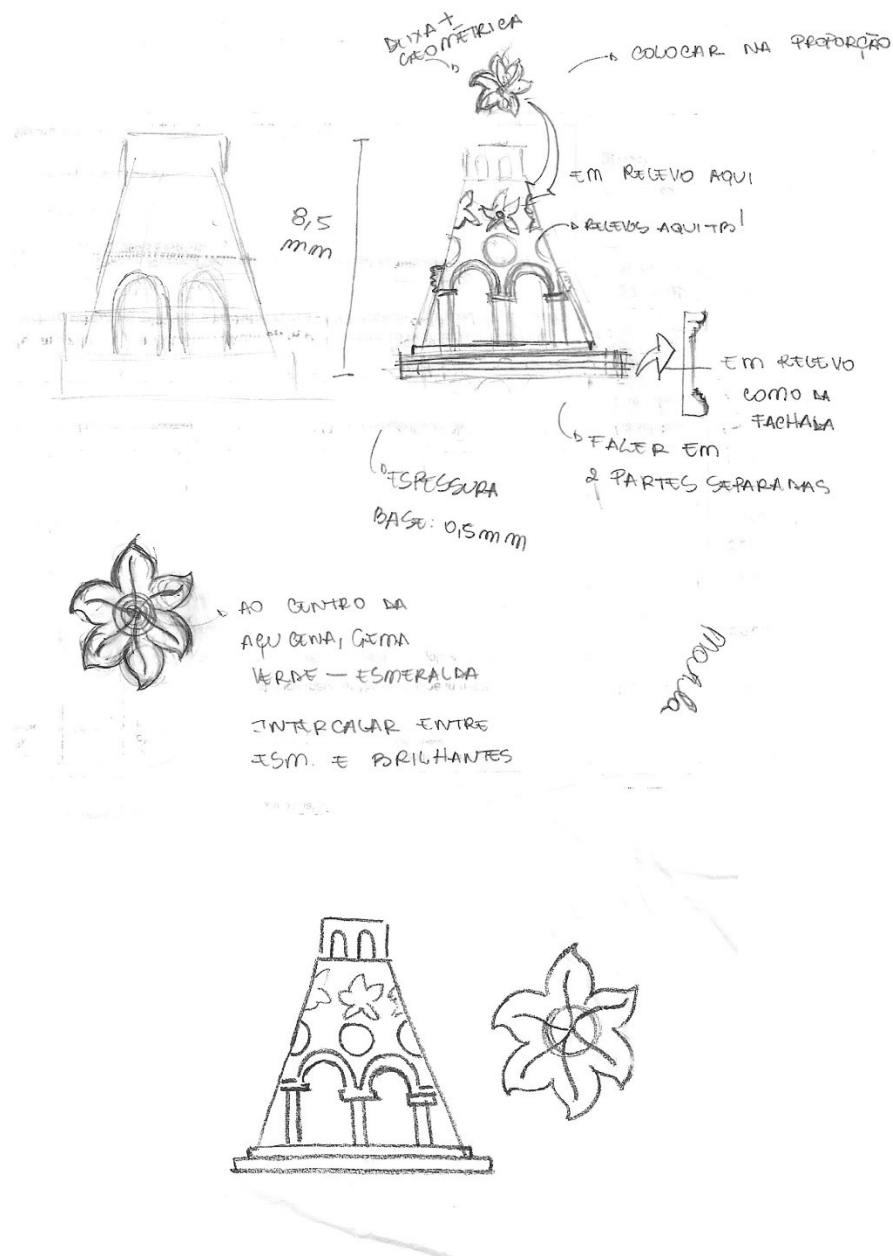 DEIXA +
GEOMÉTRICA
COLOCAR NA PROPORÇÃO
EM RELEVO AQUI
RELEVOS AQUI TB!
8,5
mm
EM RELEVO
COMO DA
FACHADA
FAZER EM
2 PARTES SEPARADAS
ESPESSURA
BASE: 0,5 mm
AO CENTRO DA
AÇUCENA, GEMA
VERDE — ESMERALDA
INTERCALAR ENTRE
ESM. E BRILHANTES